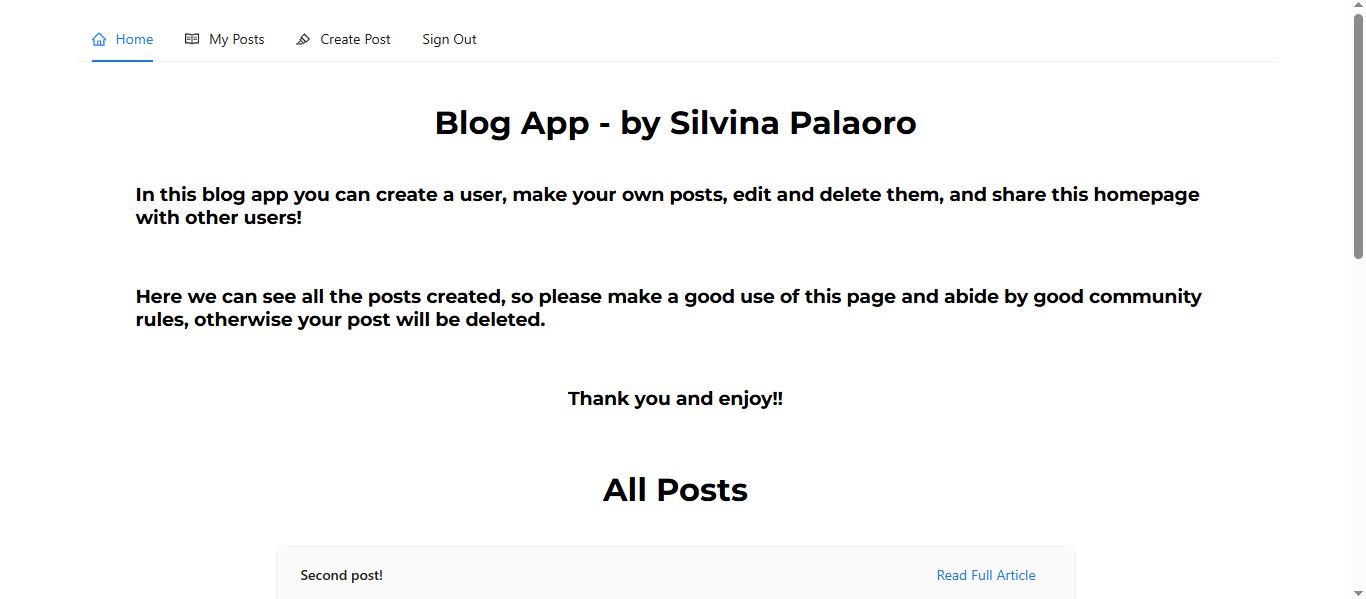 Home My Posts Create Post Sign Out
Blog App - by Silvina Palaoro
In this blog app you can create a user, make your own posts, edit and delete them, and share this homepage
with other users!
Here we can see all the posts created, so please make a good use of this page and abide by good community
rules, otherwise your post will be deleted.
Thank you and enjoy!!
All Posts
Second post! Read Full Article